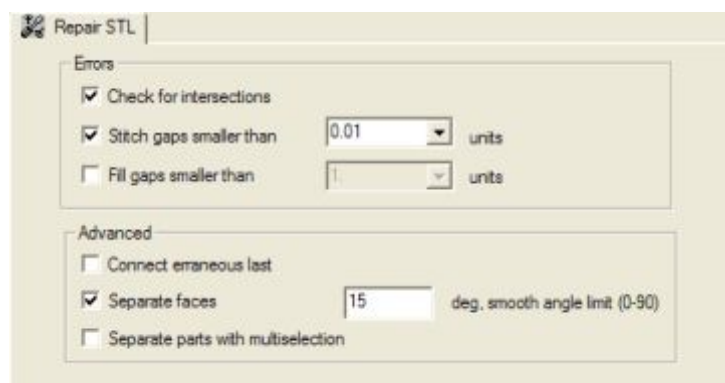 Repair STL
Errors
Check for intersections
Stitch gaps smaller than 0.01 units
Fill gaps smaller than 1. units
Advanced
Connect erraneous last
Separate faces 15 deg, smooth angle limit (0-90)
Separate parts with multiselection